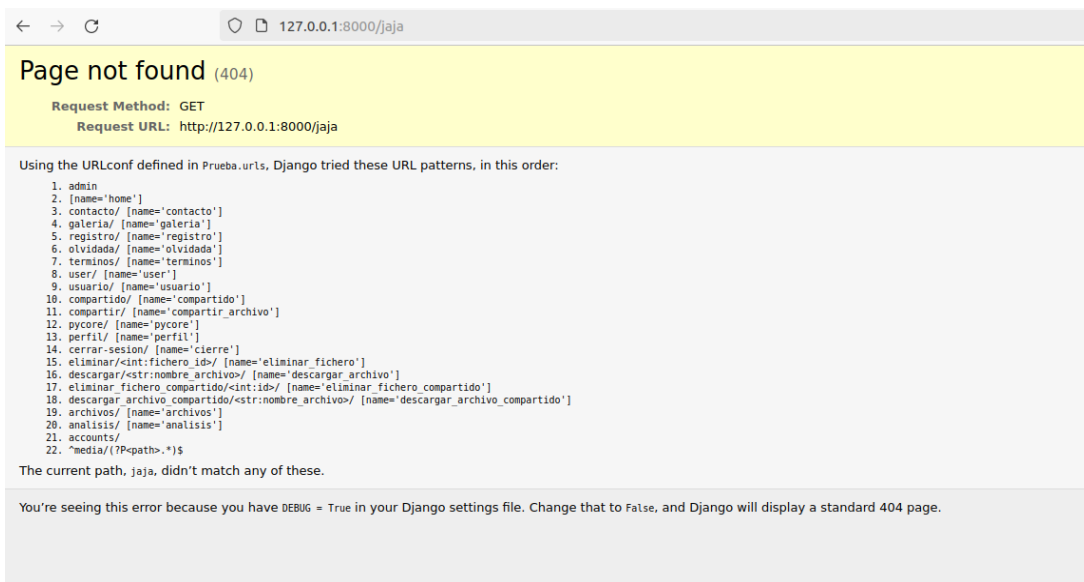 127.0.0.1:8000/jaja
Page not found (404)
Request Method: GET
Request URL: http://127.0.0.1:8000/jaja
Using the URLconf defined in Prueba.urls, Django tried these URL patterns, in this order:
1. admin
2. [name='home']
3. contacto/ [name='contacto']
4. galeria/ [name='galeria']
5. registro/ [name='registro']
6. olvidada/ [name='olvidada']
7. terminos/ [name='terminos']
8. user/ [name='user']
9. usuario/ [name='usuario']
10. compartido/ [name='compartido']
11. compartir/ [name='compartir_archivo']
12. pycore/ [name='pycore']
13. perfil/ [name='perfil']
14. cerrar-sesion/ [name='cierre']
15. eliminar/<int:fichero_id>/ [name='eliminar_fichero']
16. descargar/<str:nombre_archivo>/ [name='descargar_archivo']
17. eliminar_fichero_compartido/<int:id>/ [name='eliminar_fichero_compartido']
18. descargar_archivo_compartido/<str:nombre_archivo>/ [name='descargar_archivo_compartido']
19. archivos/ [name='archivos']
20. analisis/ [name='analisis']
21. accounts/
22. ^media/(?P<path>.*)$
The current path, jaja, didn’t match any of these.
You’re seeing this error because you have DEBUG = True in your Django settings file. Change that to False, and Django will display a standard 404 page.